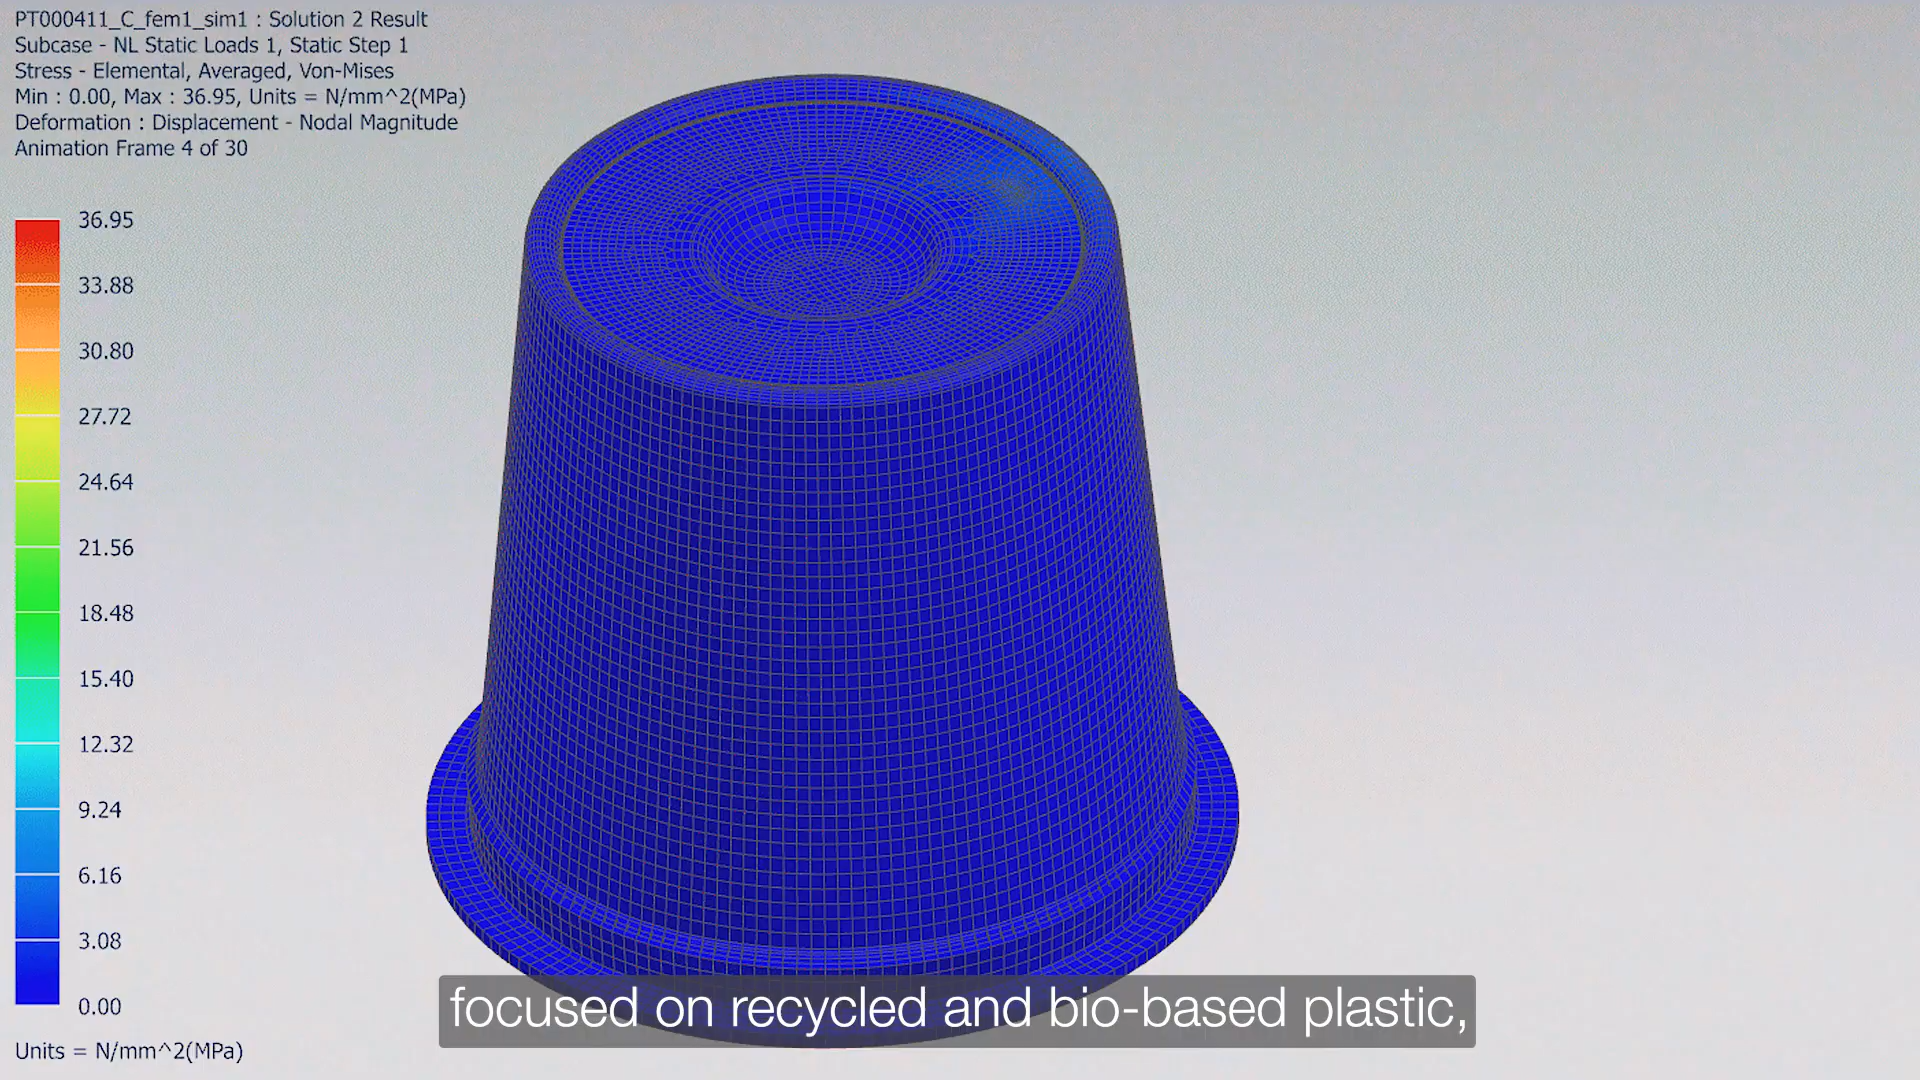 PT000411_C_fem1_sim1 : Solution 2 Result
Subcase - NL Static Loads 1, Static Step 1
Stress - Elemental, Averaged, Von-Mises
Min : 0.00, Max : 36.95, Units = N/mm^2(MPa)
Deformation : Displacement - Nodal Magnitude
Animation Frame 4 of 30
36.95
33.88
30.80
27.72
24.64
21.56
18.48
15.40
12.32
9.24
6.16
3.08
0.00
Units = N/mm^2(MPa)
focused on recycled and bio-based plastic,